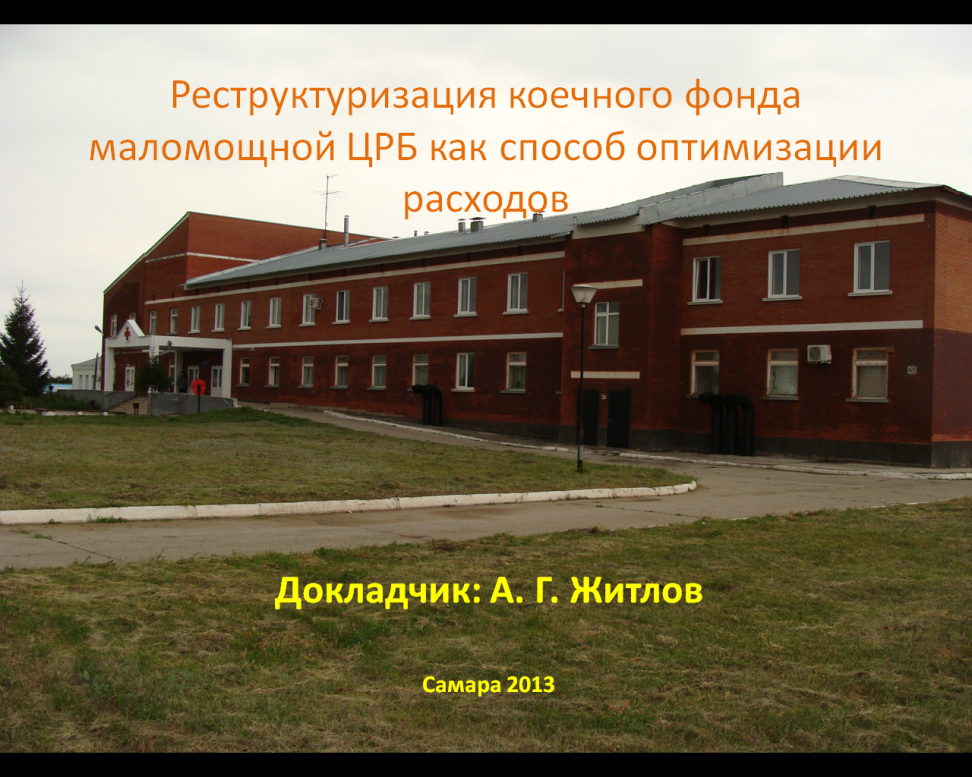 Реструктуризация коечного фонда
маломощной ЦРБ как способ оптимизации
расходов
Докладчик: А. Г. Житлов
Самара 2013